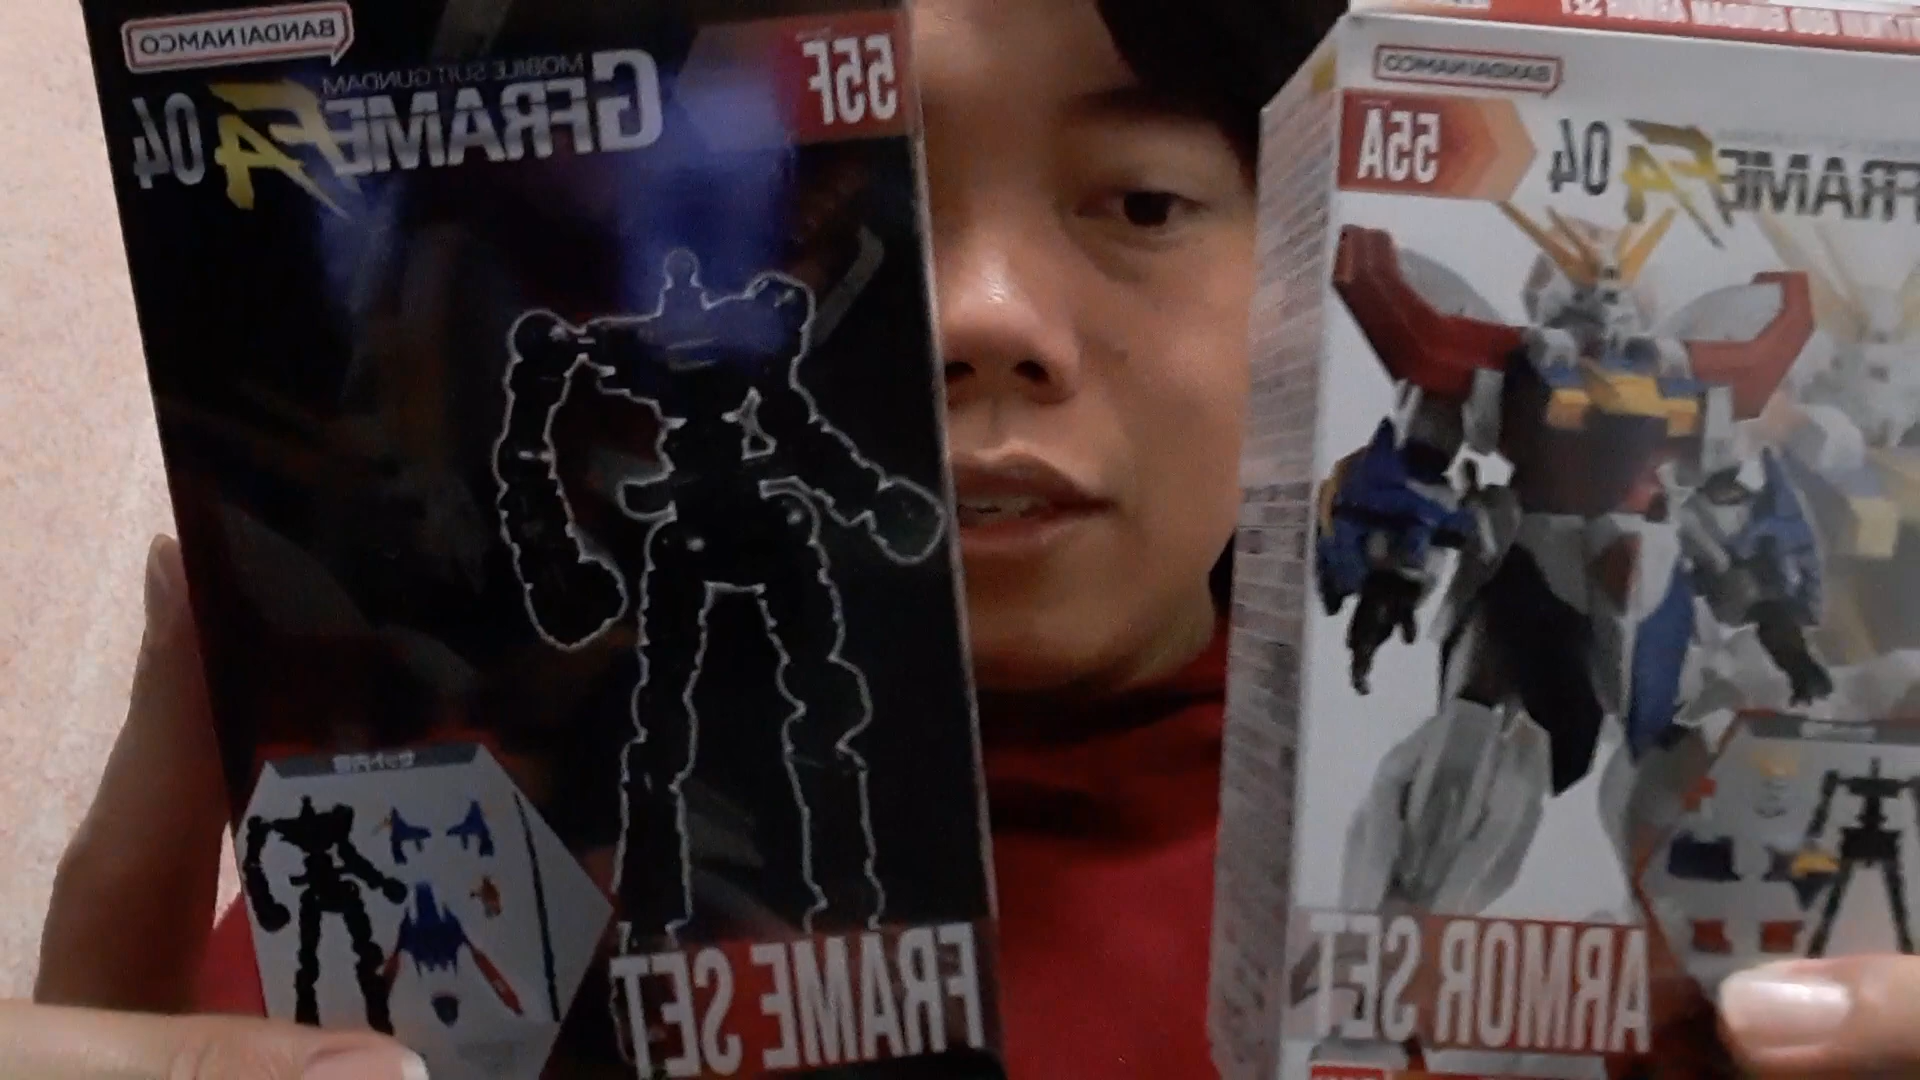 BANDAI NAMCO
55F
MOBILE SUIT GUNDAM
GFRAME FA 04
FRAME SET
BANDAI NAMCO
55A
FRAME FA 04
ARMOR SET